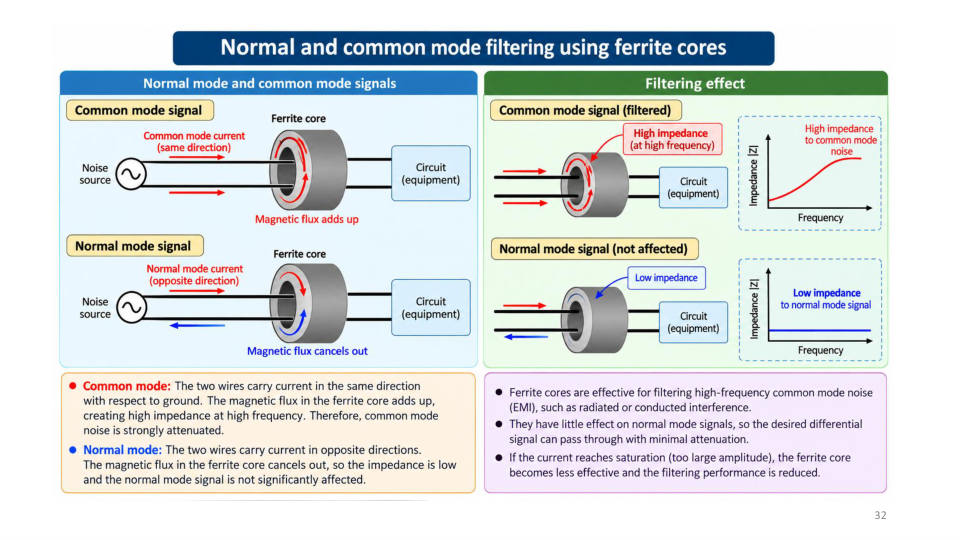 Normal and common mode filtering using ferrite cores
Normal mode and common mode signals
Common mode signal
Ferrite core
Common mode current
(same direction)
Noise
source
Circuit
(equipment)
Magnetic flux adds up
Normal mode signal
Ferrite core
Normal mode current
(opposite direction)
Noise
source
Circuit
(equipment)
Magnetic flux cancels out
Filtering effect
Common mode signal (filtered)
High impedance
(at high frequency)
Circuit
(equipment)
High impedance
to common mode
noise
Impedance |Z|
Frequency
Normal mode signal (not affected)
Low impedance
Circuit
(equipment)
Low impedance
to normal mode signal
Impedance |Z|
Frequency
● Common mode: The two wires carry current in the same direction
with respect to ground. The magnetic flux in the ferrite core adds up,
creating high impedance at high frequency. Therefore, common mode
noise is strongly attenuated.
● Normal mode: The two wires carry current in opposite directions.
The magnetic flux in the ferrite core cancels out, so the impedance is low
and the normal mode signal is not significantly affected.
● Ferrite cores are effective for filtering high-frequency common mode noise
(EMI), such as radiated or conducted interference.
● They have little effect on normal mode signals, so the desired differential
signal can pass through with minimal attenuation.
● If the current reaches saturation (too large amplitude), the ferrite core
becomes less effective and the filtering performance is reduced.
32